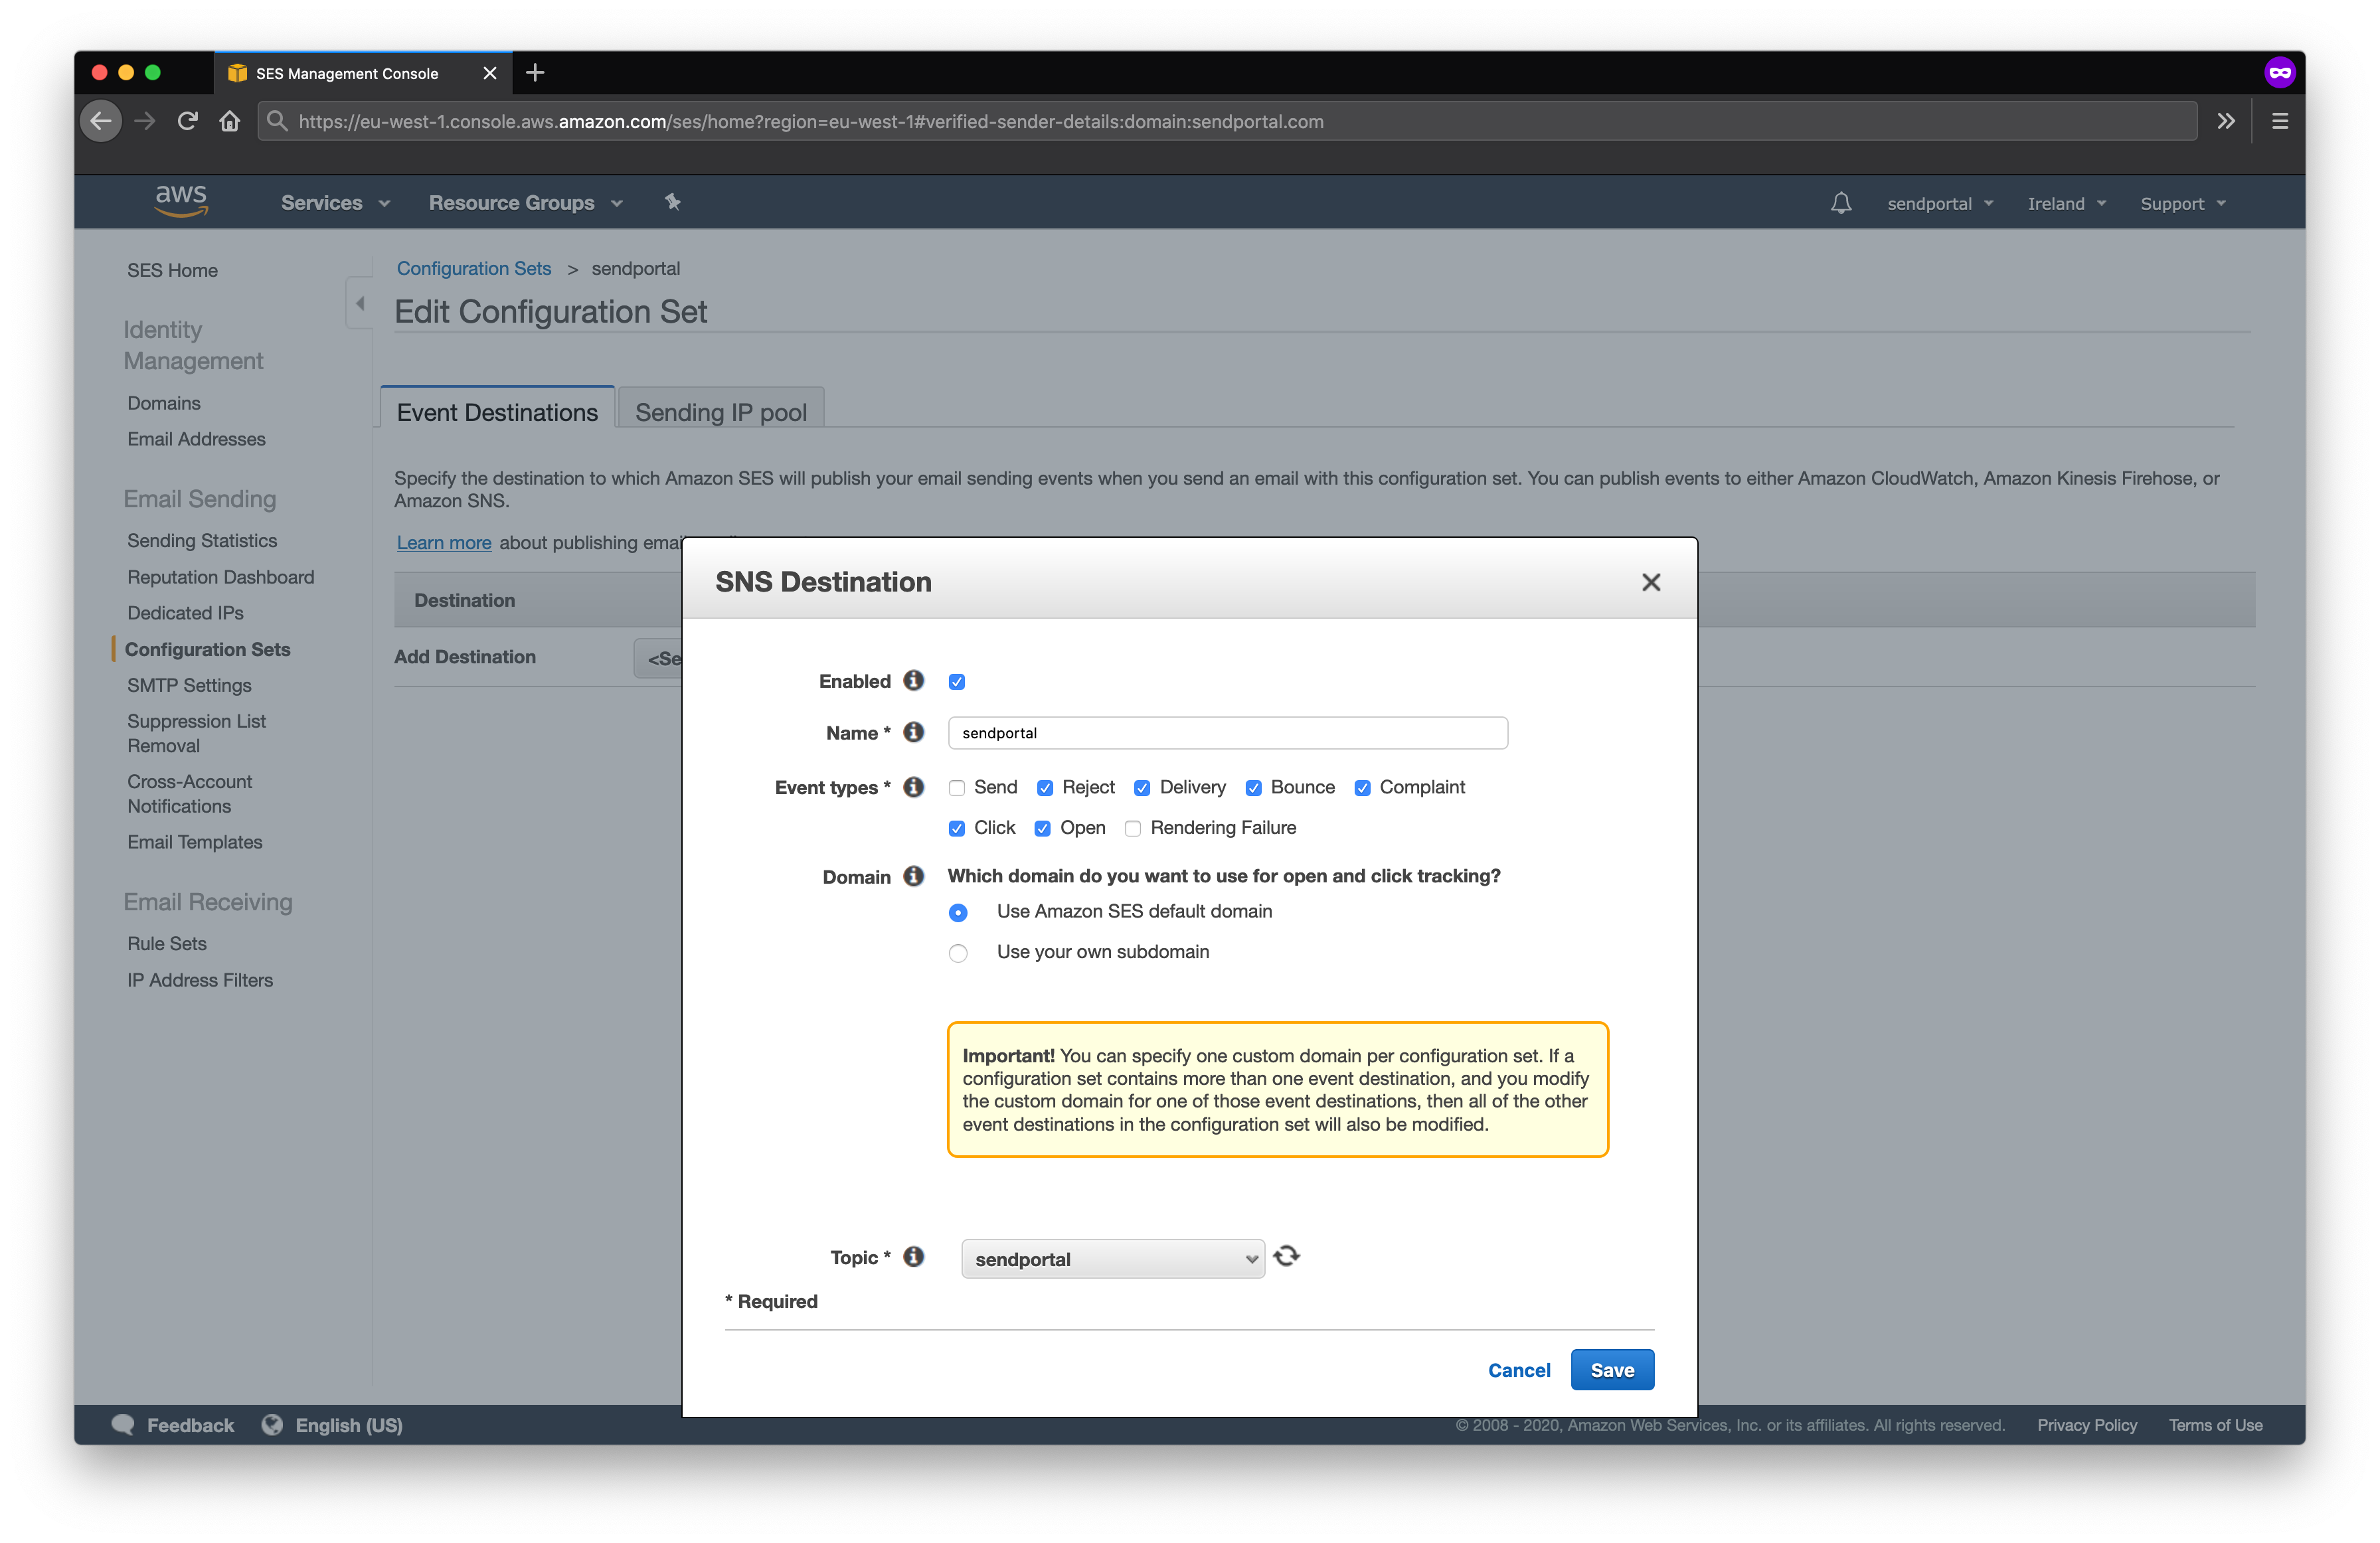 SES Management Console
https://eu-west-1.console.aws.amazon.com/ses/home?region=eu-west-1#verified-sender-details:domain:sendportal.com
aws
Services
Resource Groups
sendportal
Ireland
Support
SES Home
Identity
Management
Domains
Email Addresses
Email Sending
Sending Statistics
Reputation Dashboard
Dedicated IPs
Configuration Sets
SMTP Settings
Suppression List
Removal
Cross-Account
Notifications
Email Templates
Email Receiving
Rule Sets
IP Address Filters
Configuration Sets > sendportal
Edit Configuration Set
Event Destinations
Sending IP pool
Specify the destination to which Amazon SES will publish your email sending events when you send an email with this configuration set. You can publish events to either Amazon CloudWatch, Amazon Kinesis Firehose, or
Amazon SNS.
Learn more about publishing email
Destination
Add Destination
<Se
SNS Destination
Enabled
Name *
sendportal
Event types *
Send Reject Delivery Bounce Complaint
Click Open Rendering Failure
Domain
Which domain do you want to use for open and click tracking?
Use Amazon SES default domain
Use your own subdomain
Important! You can specify one custom domain per configuration set. If a
configuration set contains more than one event destination, and you modify
the custom domain for one of those event destinations, then all of the other
event destinations in the configuration set will also be modified.
Topic *
sendportal
* Required
Cancel
Save
Feedback
English (US)
© 2008 - 2020, Amazon Web Services, Inc. or its affiliates. All rights reserved.
Privacy Policy
Terms of Use